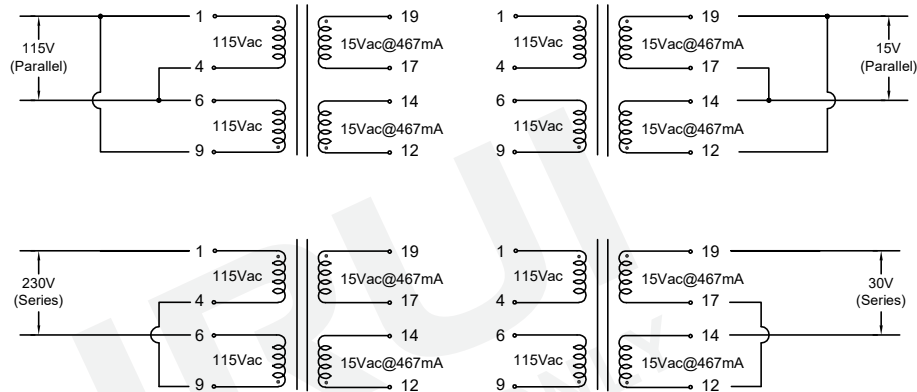 1 19 1 19
115V (Parallel) 115Vac 15Vac@467mA 115Vac 15Vac@467mA 15V (Parallel)
4 17 4 17
6 14 6 14
115Vac 15Vac@467mA 115Vac 15Vac@467mA
9 12 9 12
1 19 1 19
230V (Series) 115Vac 15Vac@467mA 115Vac 15Vac@467mA 30V (Series)
4 17 4 17
6 14 6 14
115Vac 15Vac@467mA 115Vac 15Vac@467mA
9 12 9 12